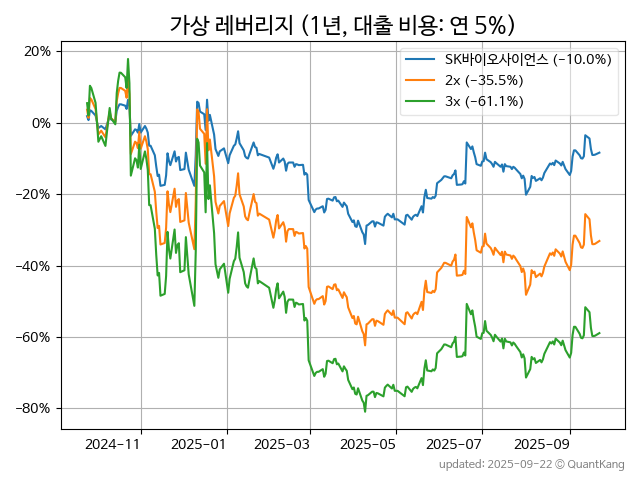 가상 레버리지 (1년, 대출 비용: 연 5%)
SK바이오사이언스 (−10.0%)
2x (−35.5%)
3x (−61.1%)
20%
0%
−20%
−40%
−60%
−80%
2024-11 2025-01 2025-03 2025-05 2025-07 2025-09
updated: 2025-09-22 © QuantKang